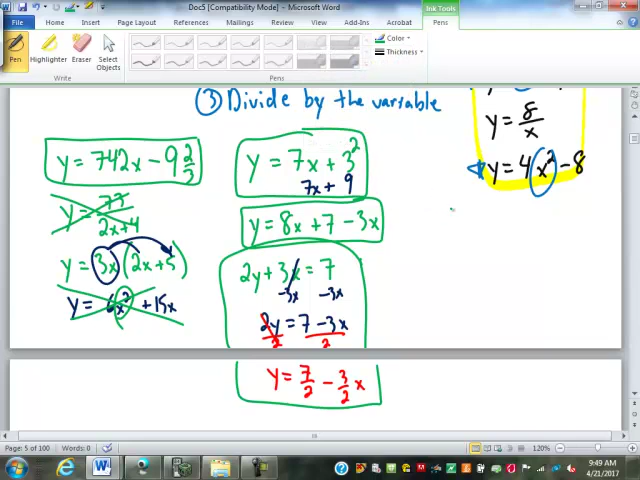 Doc5 [Compatibility Mode] - Microsoft Word
Ink Tools
File Home Insert Page Layout References Mailings Review View Add-Ins Acrobat Pens
Pen
Highlighter
Eraser
Select
Objects
Color
Thickness
Write
Pens
③ Divide by the variable
y = 8/x
y = 4x² - 8
y = 742x - 9 2/3
y = 73/2x+4
y = 3x(2x+5)
y = 6x² + 15x
y = 7x + 3²
7x + 9
y = 8x + 7 - 3x
2y + 3x = 7
-3x -3x
2y = 7 - 3x
2 2
y = 7/2 - 3/2 x
Page: 5 of 100 Words: 0
120%
9:49 AM
4/21/2017